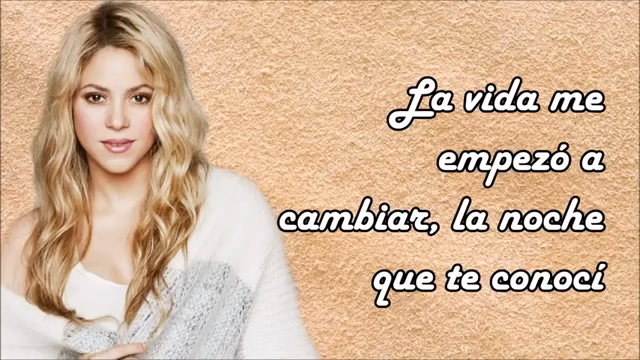 La vida me
empezó a
cambiar, la noche
que te conocí